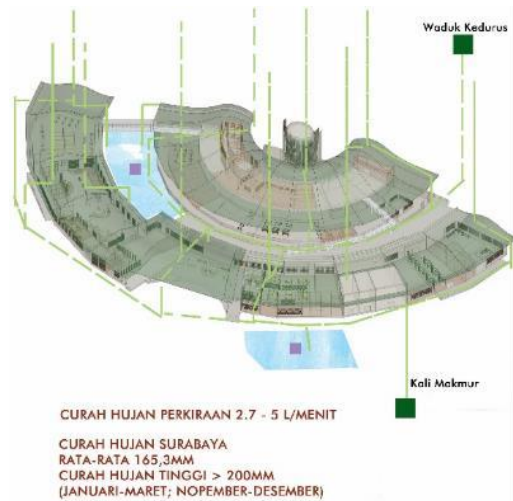 Waduk Kedurus
Kali Makmur
CURAH HUJAN PERKIRAAN 2.7 - 5 L/MENIT
CURAH HUJAN SURABAYA
RATA-RATA 165,3MM
CURAH HUJAN TINGGI > 200MM
(JANUARI-MARET; NOPEMBER-DESEMBER)